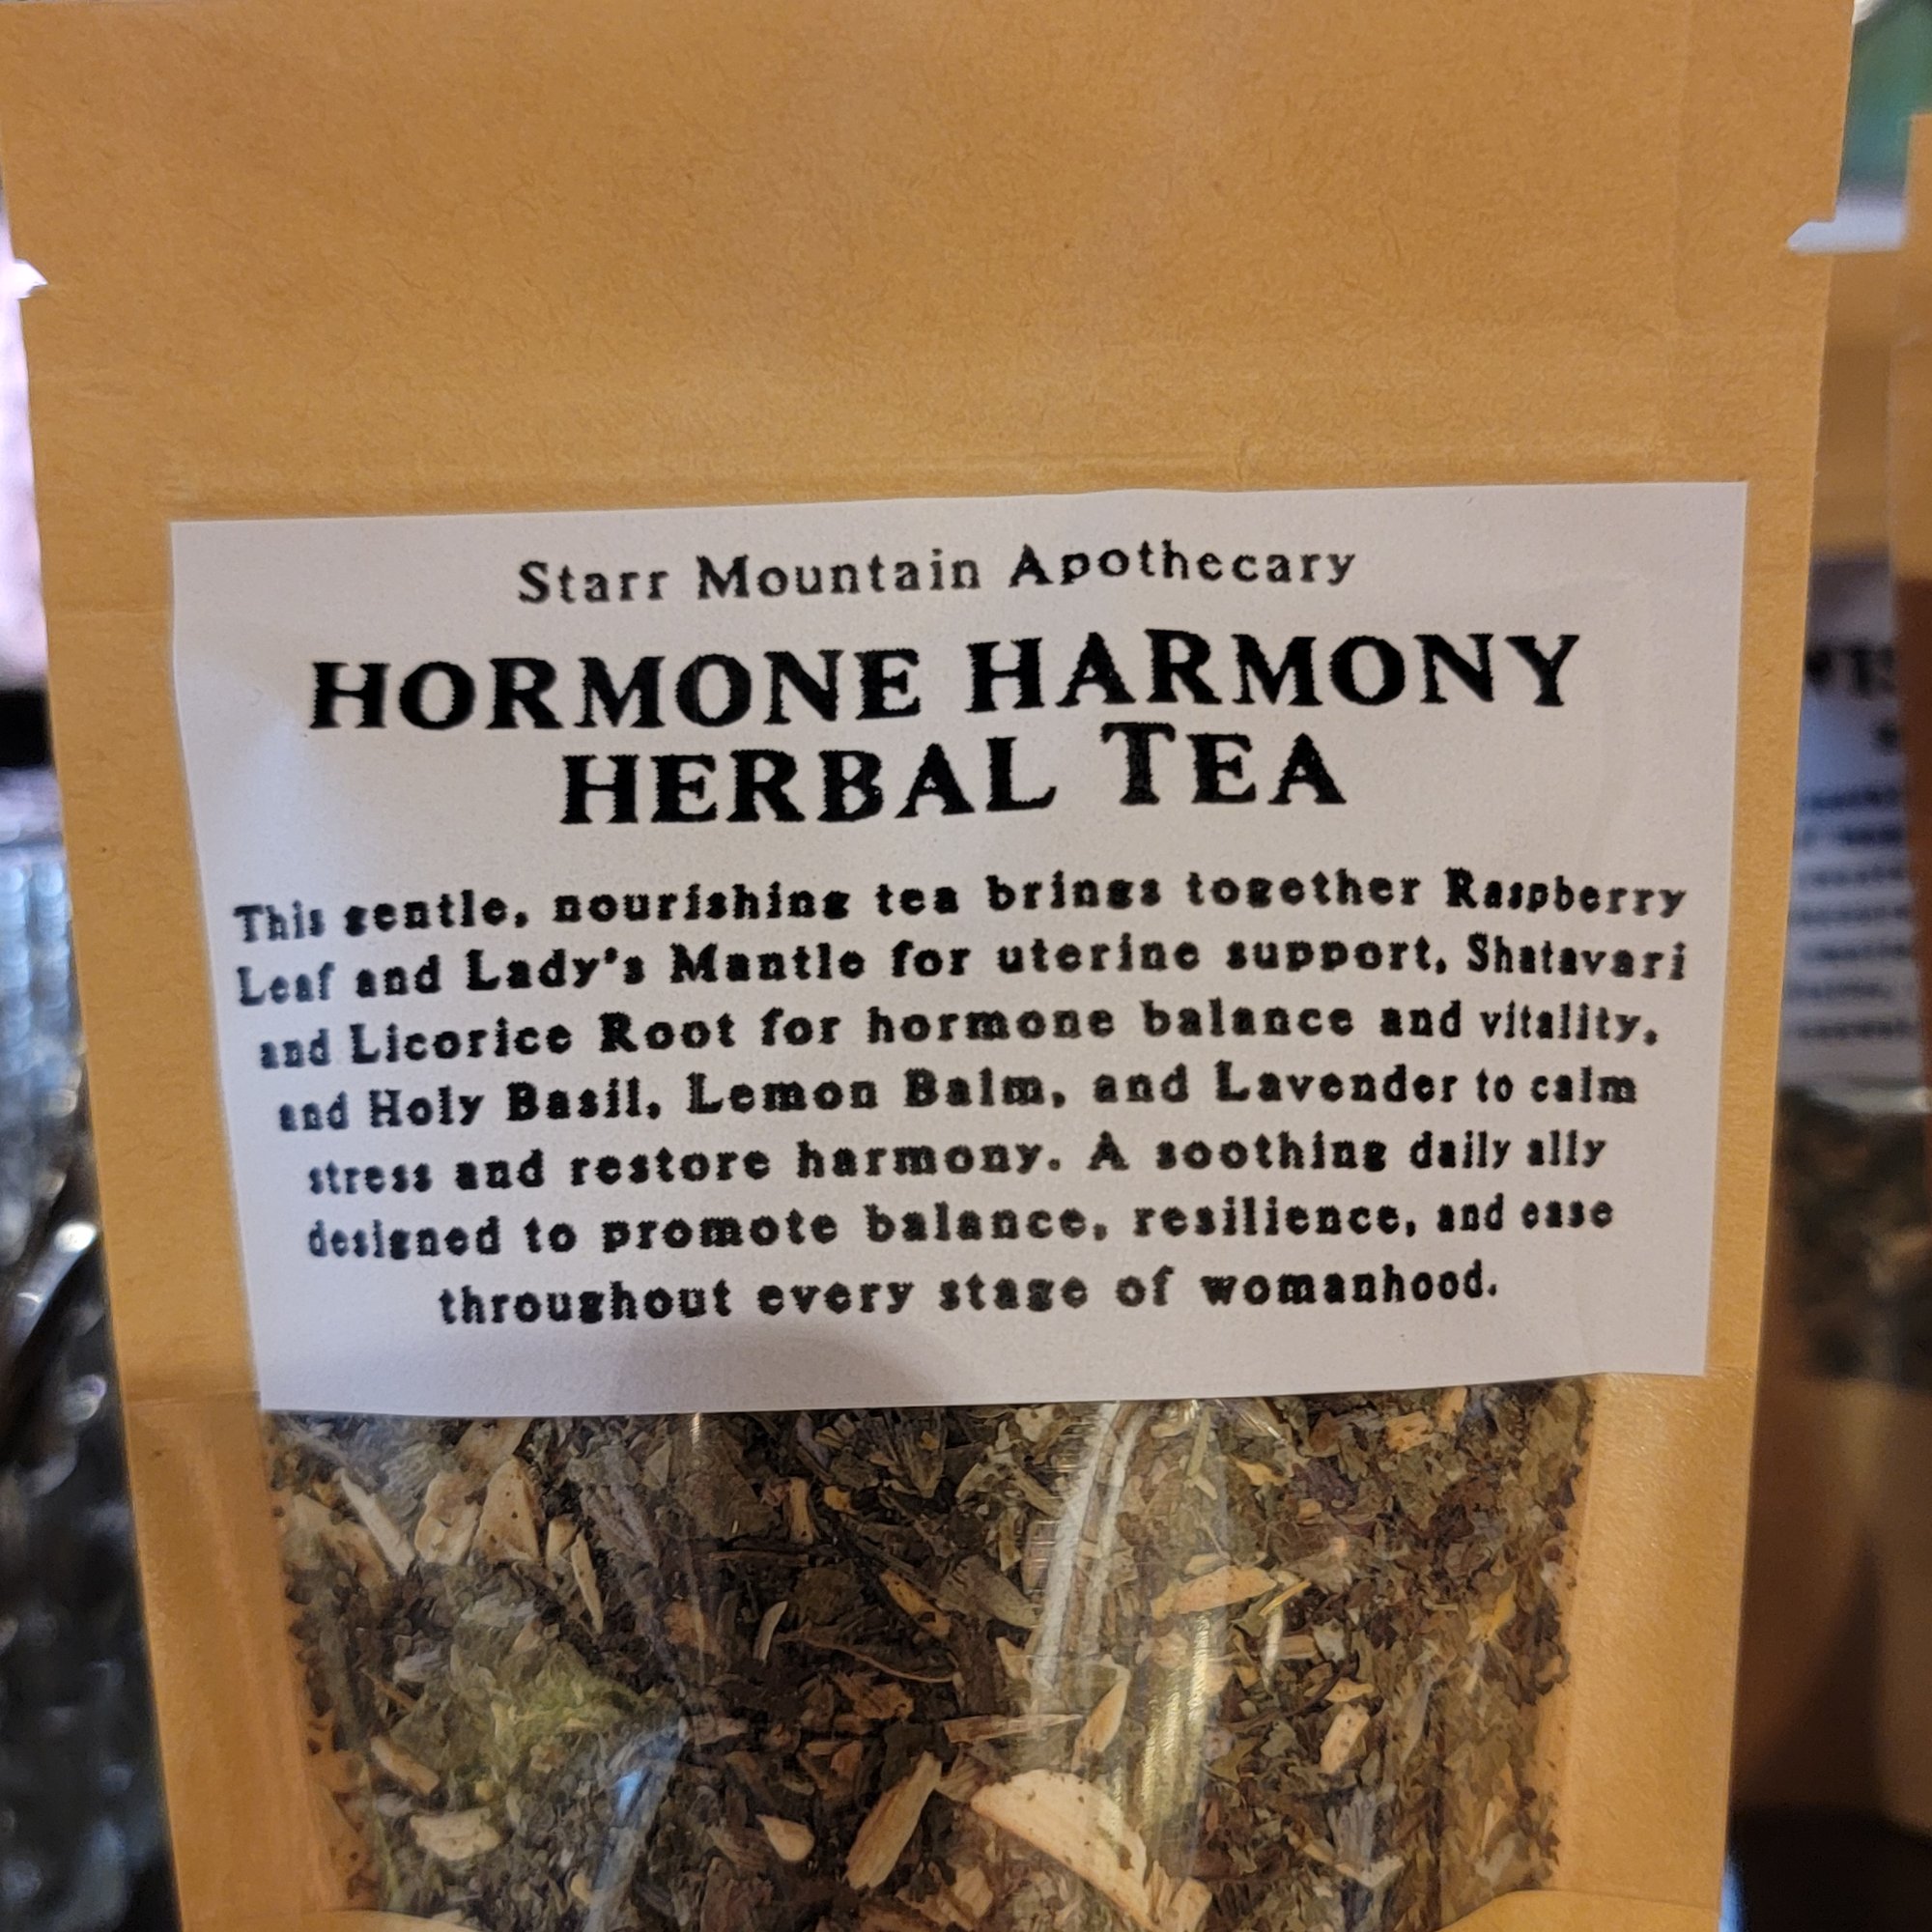 Starr Mountain Apothecary
HORMONE HARMONY
HERBAL TEA
This gentle, nourishing tea brings together Raspberry
Leaf and Lady's Mantle for uterine support, Shatavari
and Licorice Root for hormone balance and vitality,
and Holy Basil, Lemon Balm, and Lavender to calm
stress and restore harmony. A soothing daily ally
designed to promote balance, resilience, and ease
throughout every stage of womanhood.